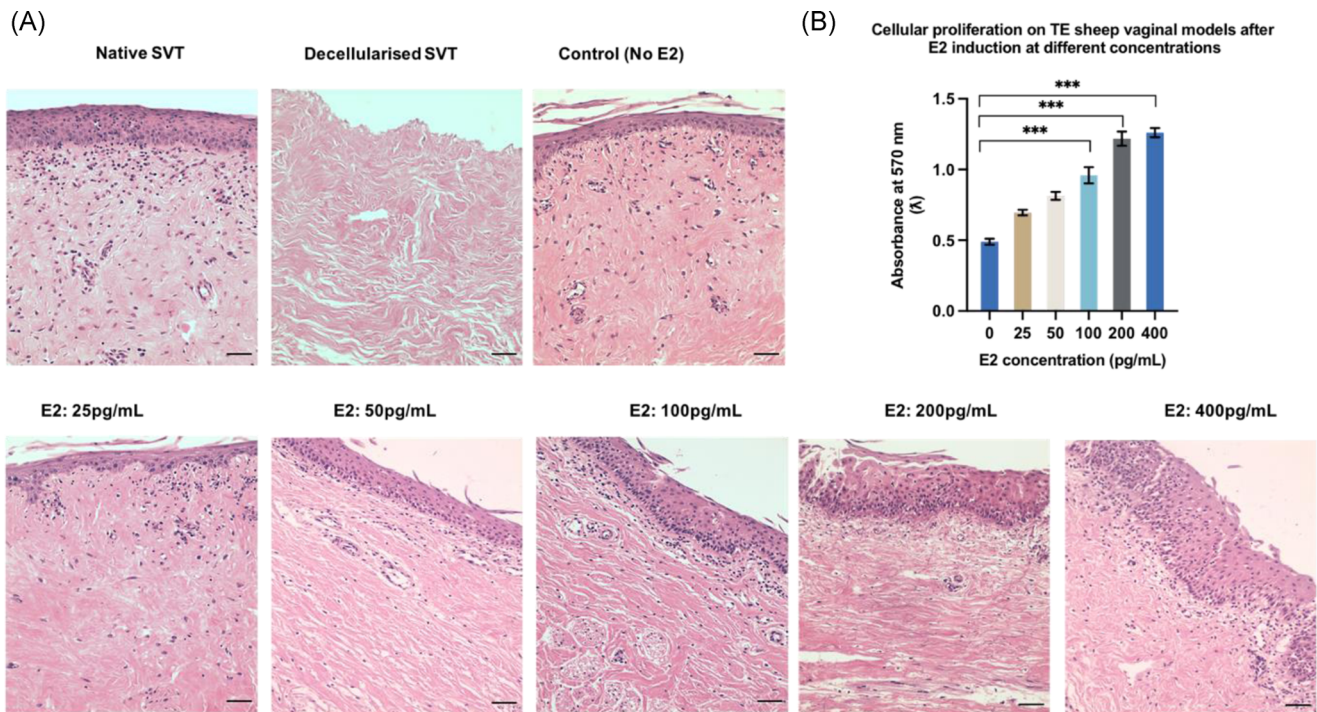 (A)
Native SVT
Decellularised SVT
Control (No E2)
(B)
Cellular proliferation on TE sheep vaginal models after
E2 induction at different concentrations
***
***
***
1.5
1.0
0.5
0.0
Absorbance at 570 nm
(ƛ)
0 25 50 100 200 400
E2 concentration (pg/mL)
E2: 25pg/mL
E2: 50pg/mL
E2: 100pg/mL
E2: 200pg/mL
E2: 400pg/mL